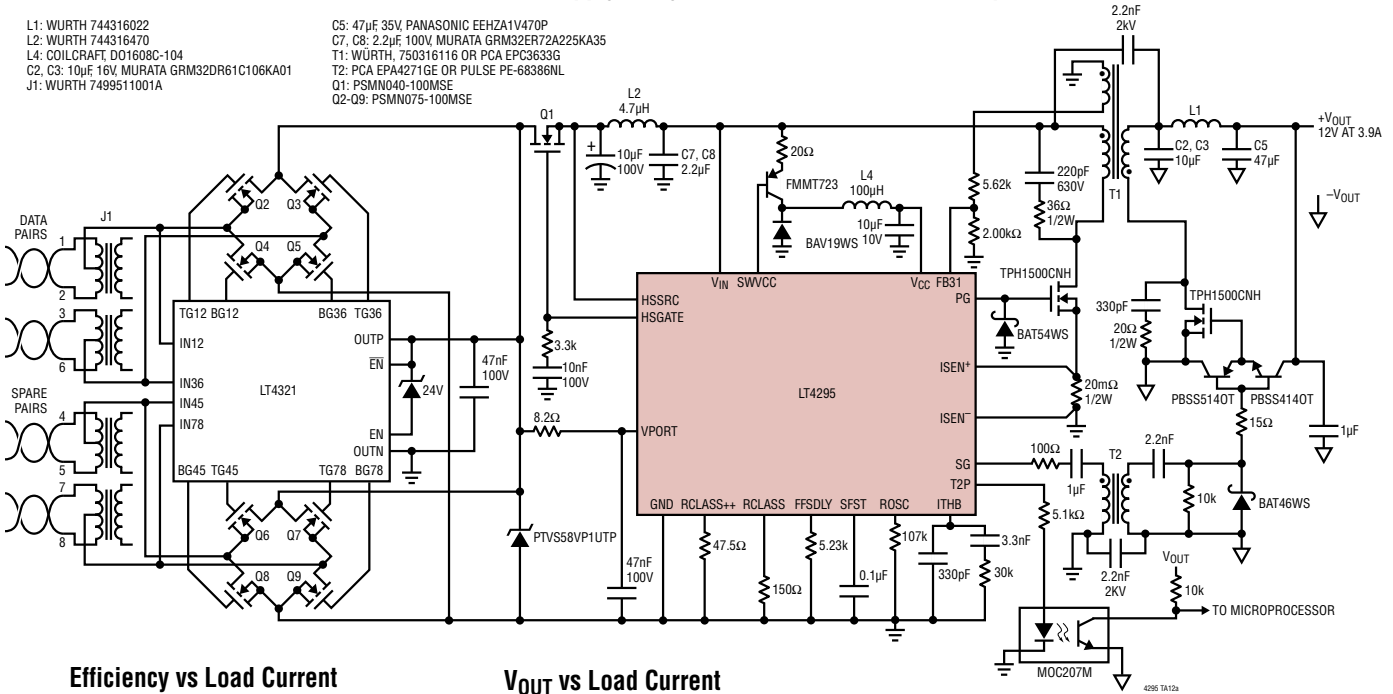 L1: WURTH 744316022
L2: WURTH 744316470
L4: COILCRAFT, DO1608C-104
C2, C3: 10µF, 16V, MURATA GRM32DR61C106KA01
J1: WURTH 7499511001A
C5: 47µF, 35V, PANASONIC EEHZA1V470P
C7, C8: 2.2µF, 100V, MURATA GRM32ER72A225KA35
T1: WÜRTH, 750316116 OR PCA EPC3633G
T2: PCA EPA4271GE OR PULSE PE-68386NL
Q1: PSMN040-100MSE
Q2-Q9: PSMN075-100MSE
2.2nF
2kV
L2
4.7µH
Q1
+
10µF
100V
C7, C8
2.2µF
20Ω
FMMT723
L4
100µH
10µF
10V
BAV19WS
5.62k
2.00kΩ
220pF
630V
36Ω
1/2W
T1
L1
C2, C3
10µF
C5
47µF
+VOUT
12V AT 3.9A
–VOUT
DATA
PAIRS
J1
1
2
3
6
SPARE
PAIRS
4
5
7
8
Q2
Q3
Q4
Q5
TG12 BG12
BG36 TG36
IN12
IN36
IN45
IN78
LT4321
OUTP
EN
EN
OUTN
BG45 TG45
TG78 BG78
Q6
Q7
Q8
Q9
24V
47nF
100V
3.3k
10nF
100V
8.2Ω
PTVS58VP1UTP
47nF
100V
VIN SWVCC
VCC FB31
HSSRC
HSGATE
PG
LT4295
ISEN+
ISEN–
VPORT
SG
T2P
GND RCLASS++ RCLASS FFSDLY SFST ROSC ITHB
47.5Ω
150Ω
5.23k
0.1µF
107k
330pF
3.3nF
30k
TPH1500CNH
BAT54WS
20mΩ
1/2W
330pF
20Ω
1/2W
TPH1500CNH
PBSS5140T
PBSS4140T
15Ω
1µF
100Ω
1µF
T2
2.2nF
10k
BAT46WS
2.2nF
2KV
5.1kΩ
VOUT
10k
TO MICROPROCESSOR
MOC207M
4295 TA12a
Efficiency vs Load Current
VOUT vs Load Current